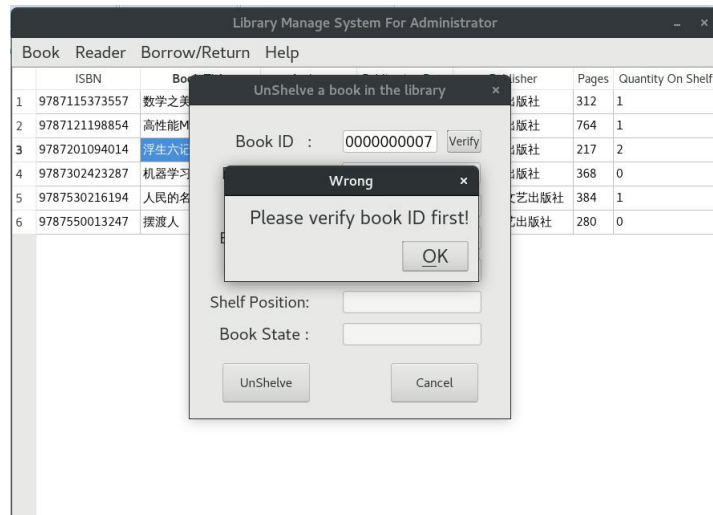 Library Manage System For Administrator
Book Reader Borrow/Return Help
ISBN Pages Quantity On Shelf
UnShelve a book in the library
1 9787115373557 数学之美 出版社 312 1
2 9787121198854 高性能M 出版社 764 1
Book ID : 0000000007 Verify
3 9787201094014 浮生六记 出版社 217 2
4 9787302423287 机器学习 出版社 368 0
Wrong
5 9787530216194 人民的名 文艺出版社 384 1
6 9787550013247 摆渡人 艺出版社 280 0
Please verify book ID first!
OK
Shelf Position:
Book State :
UnShelve Cancel